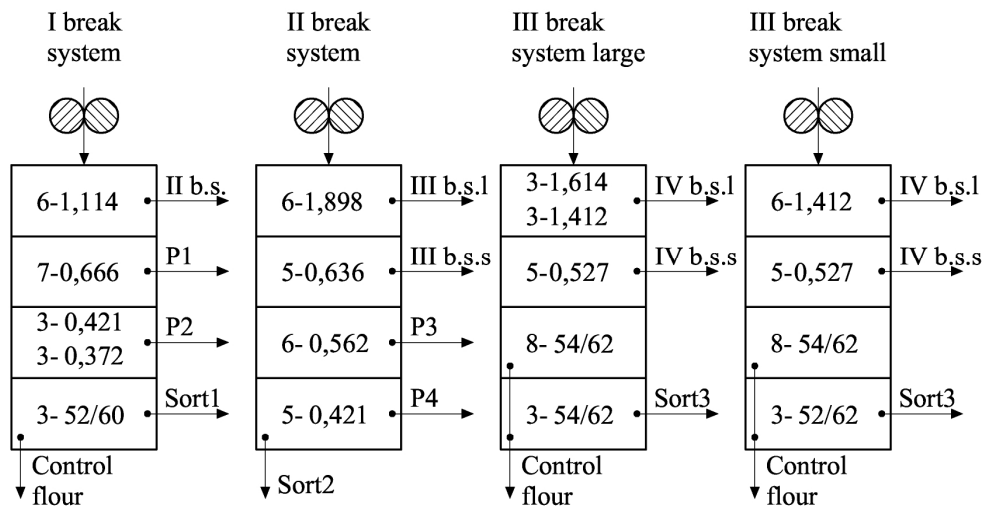 I break
system
II break
system
III break
system large
III break
system small
6-1,114
II b.s.
7-0,666
P1
3- 0,421
3- 0,372
P2
3- 52/60
Sort1
Control
flour
6-1,898
III b.s.l
5-0,636
III b.s.s
6- 0,562
P3
5- 0,421
P4
Sort2
3-1,614
3-1,412
IV b.s.l
5-0,527
IV b.s.s
8- 54/62
3- 54/62
Sort3
Control
flour
6-1,412
IV b.s.l
5-0,527
IV b.s.s
8- 54/62
3- 52/62
Sort3
Control
flour